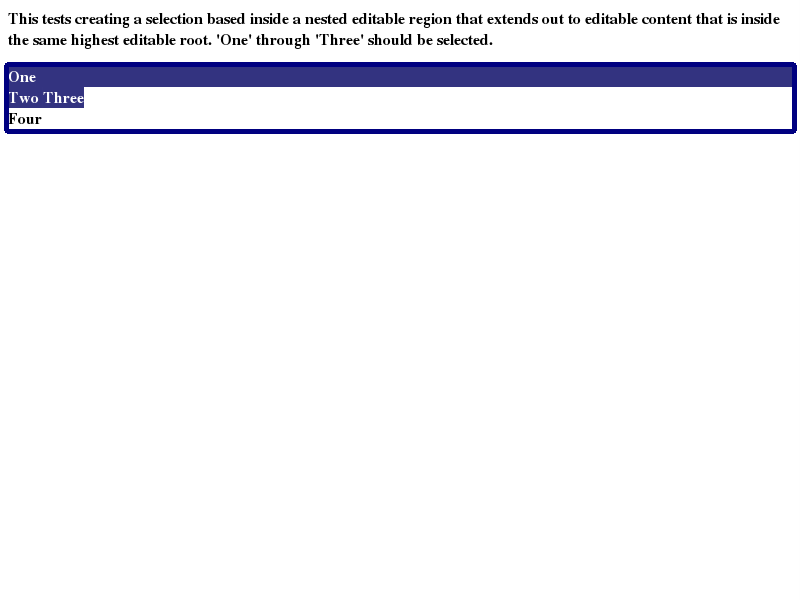 This tests creating a selection based inside a nested editable region that extends out to editable content that is inside
the same highest editable root. 'One' through 'Three' should be selected.
One
Two Three
Four